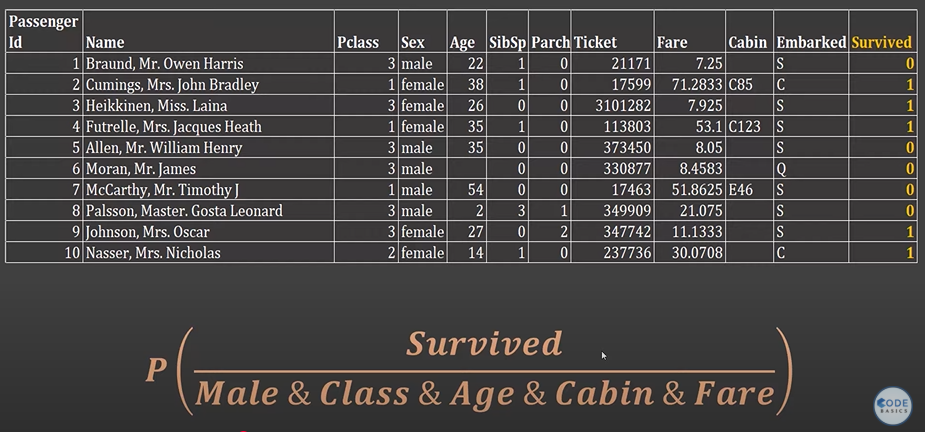 Passenger
Id Name Pclass Sex Age SibSp Parch Ticket Fare Cabin Embarked Survived
1 Braund, Mr. Owen Harris 3 male 22 1 0 21171 7.25 S 0
2 Cumings, Mrs. John Bradley 1 female 38 1 0 17599 71.2833 C85 C 1
3 Heikkinen, Miss. Laina 3 female 26 0 0 3101282 7.925 S 1
4 Futrelle, Mrs. Jacques Heath 1 female 35 1 0 113803 53.1 C123 S 1
5 Allen, Mr. William Henry 3 male 35 0 0 373450 8.05 S 0
6 Moran, Mr. James 3 male 0 0 330877 8.4583 Q 0
7 McCarthy, Mr. Timothy J 1 male 54 0 0 17463 51.8625 E46 S 0
8 Palsson, Master. Gosta Leonard 3 male 2 3 1 349909 21.075 S 0
9 Johnson, Mrs. Oscar 3 female 27 0 2 347742 11.1333 S 1
10 Nasser, Mrs. Nicholas 2 female 14 1 0 237736 30.0708 C 1
Survived
P
Male & Class & Age & Cabin & Fare
CODE
BASICS